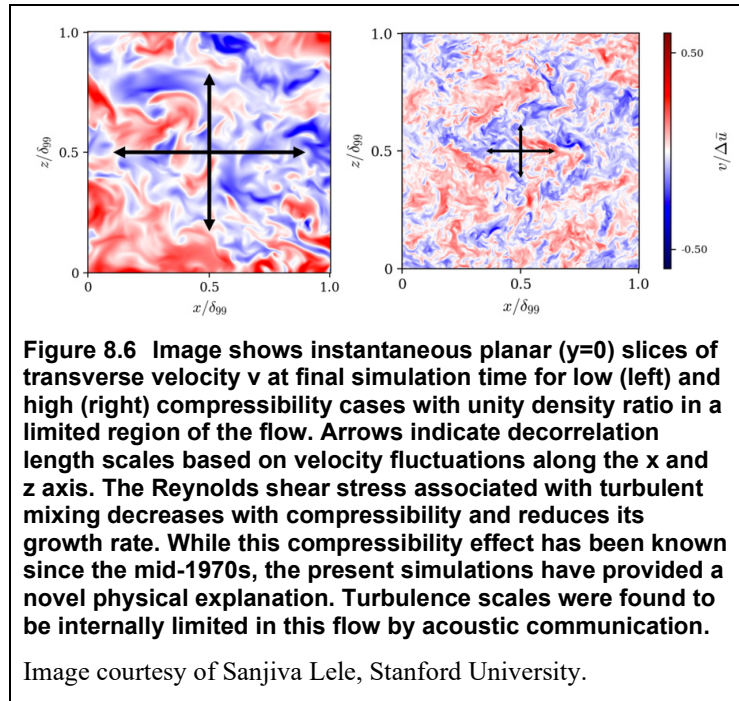 1.0
z/δ99
0.5
0
0 0.5 1.0
x/δ99
1.0
z/δ99
0.5
0
0 0.5 1.0
x/δ99
0.50
v/Δū
-0.50
Figure 8.6 Image shows instantaneous planar (y=0) slices of
transverse velocity v at final simulation time for low (left) and
high (right) compressibility cases with unity density ratio in a
limited region of the flow. Arrows indicate decorrelation
length scales based on velocity fluctuations along the x and
z axis. The Reynolds shear stress associated with turbulent
mixing decreases with compressibility and reduces its
growth rate. While this compressibility effect has been known
since the mid-1970s, the present simulations have provided a
novel physical explanation. Turbulence scales were found to
be internally limited in this flow by acoustic communication.
Image courtesy of Sanjiva Lele, Stanford University.